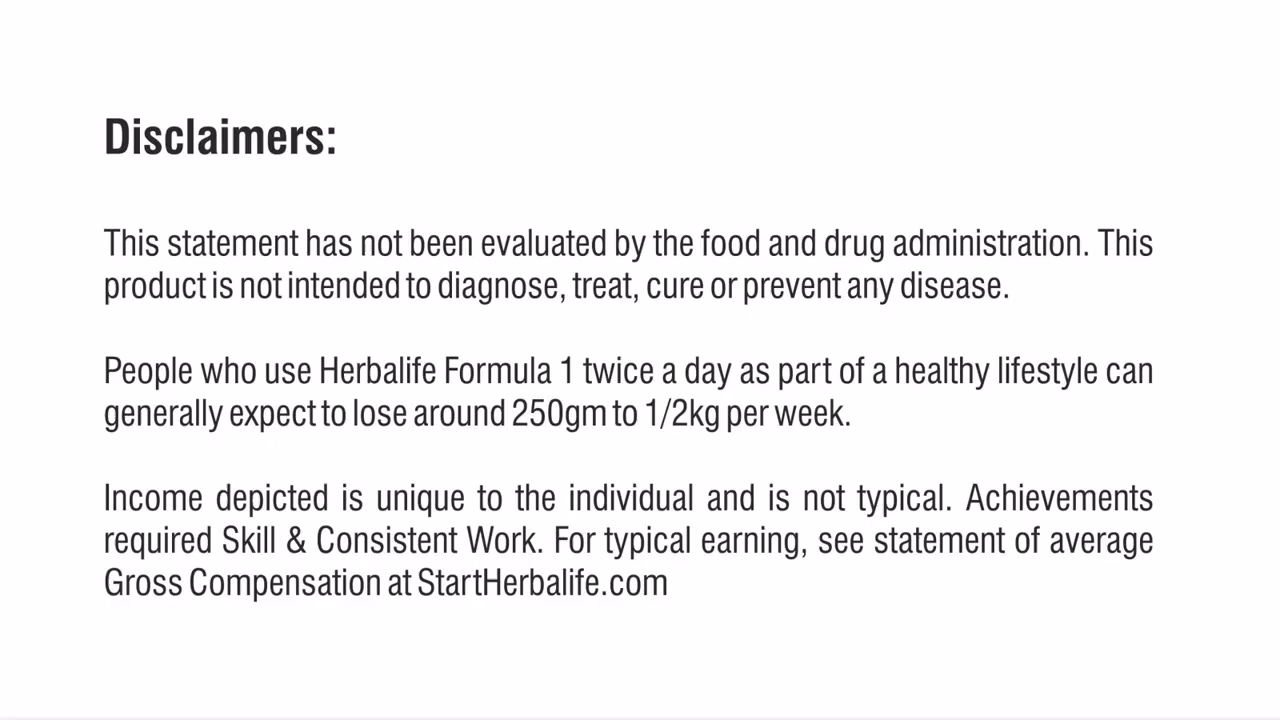 Disclaimers:
This statement has not been evaluated by the food and drug administration. This
product is not intended to diagnose, treat, cure or prevent any disease.
People who use Herbalife Formula 1 twice a day as part of a healthy lifestyle can
generally expect to lose around 250gm to 1/2kg per week.
Income depicted is unique to the individual and is not typical. Achievements
required Skill & Consistent Work. For typical earning, see statement of average
Gross Compensation at StartHerbalife.com